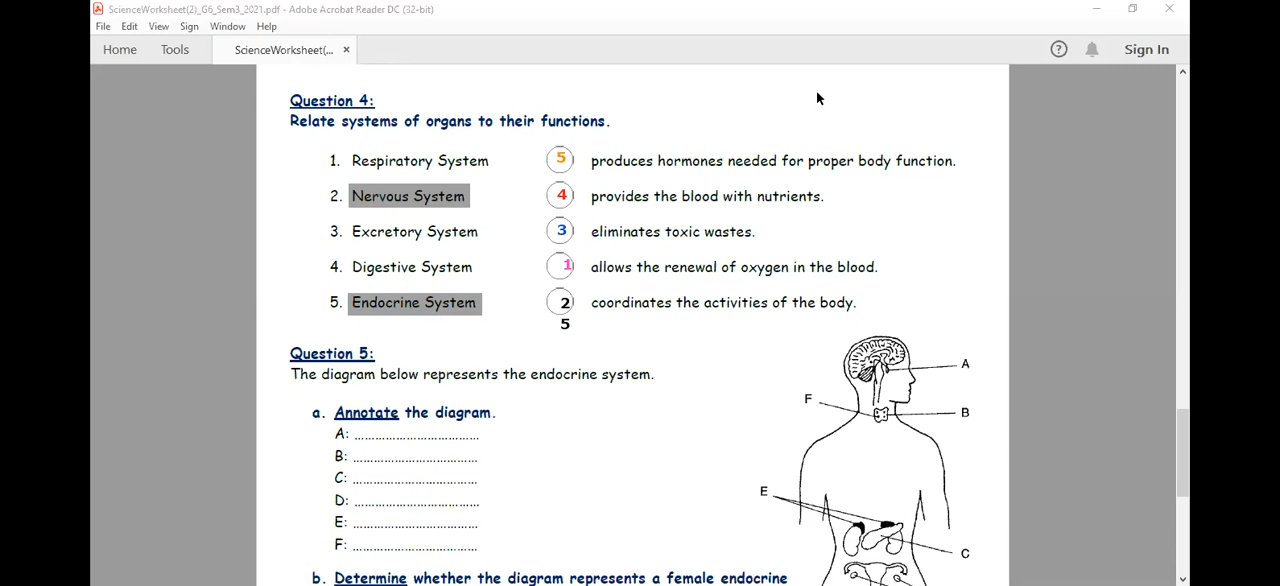 ScienceWorksheet(2)_G6_Sem3_2021.pdf - Adobe Acrobat Reader DC (32-bit)
File Edit View Sign Window Help
Home Tools ScienceWorksheet(... × ? Sign In
Question 4:
Relate systems of organs to their functions.
1. Respiratory System 5 produces hormones needed for proper body function.
2. Nervous System 4 provides the blood with nutrients.
3. Excretory System 3 eliminates toxic wastes.
4. Digestive System 1 allows the renewal of oxygen in the blood.
5. Endocrine System 2 coordinates the activities of the body.
5
Question 5:
The diagram below represents the endocrine system.
A
F
B
a. Annotate the diagram.
A: ....................................
B: ....................................
C: ....................................
D: ....................................
E: ....................................
F: ....................................
E
C
b. Determine whether the diagram represents a female endocrine